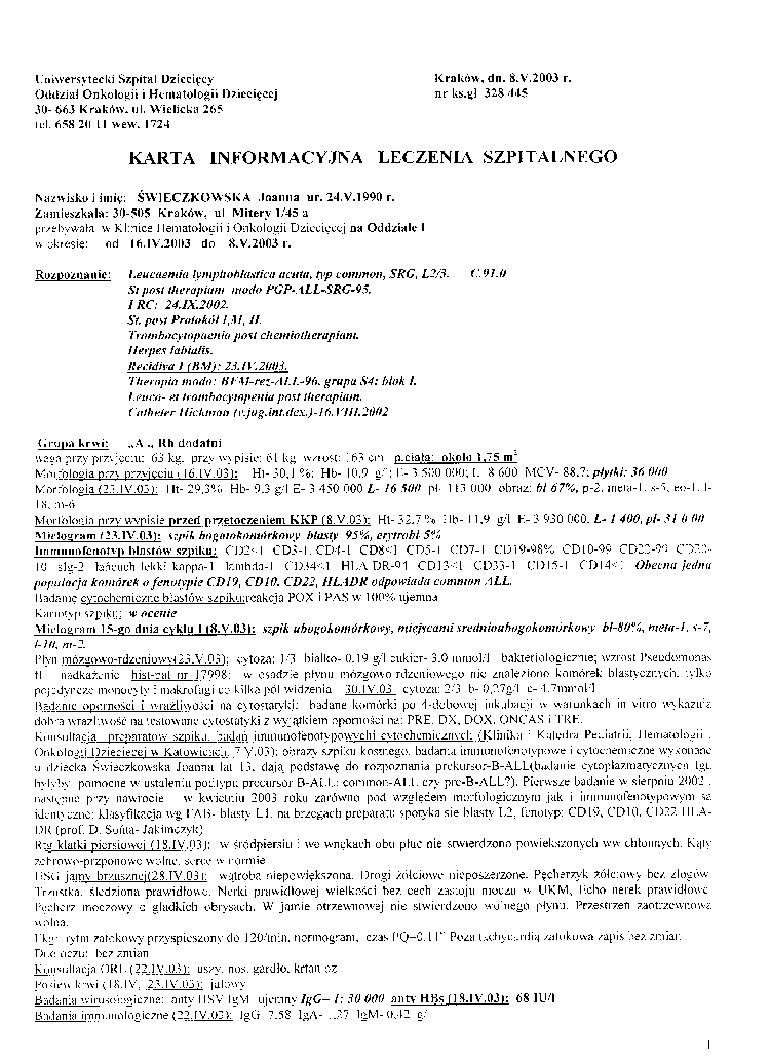 Uniwersytecki Szpital Dziecięcy
Oddział Onkologii i Hematologii Dziecięcej
30- 663 Kraków, ul. Wielicka 265
tel. 658 20 11 wew. 1724
Kraków, dn. 8.V.2003 r.
nr ks.gł 328/445
KARTA INFORMACYJNA LECZENIA SZPITALNEGO
Nazwisko i imię: ŚWIECZKOWSKA Joanna ur. 24.V.1990 r.
Zamieszkała: 30-505 Kraków, ul Mitery 1/45 a
przebywała w Klinice Hematologii i Onkologii Dziecięcej na Oddziale I
w okresie: od 16.IV.2003 do 8.V.2003 r.
Rozpoznanie: Leucaemia lymphoblastica acuta, typ common, SRG, L2/3. C 91.0
St post therapiam modo PGP-ALL-SRG-95.
I RC: 24.IX.2002.
St. post Protokół I,M, II.
Trombocytopaenia post chemiotherapiam.
Herpes labialis.
Recidiva I (BM): 23.IV.2003.
Therapia modo: BFM-rez-ALL-96, grupa S4: blok I.
Leuco- et trombocytopenia post therapiam.
Catheter Hickman (v.jug.int.dex.)-16.VIII.2002
Grupa krwi: „A „ Rh dodatni
waga przy przyjęciu: 63 kg, przy wypisie: 61 kg wzrost: 163 cm p.ciała: około 1,75 m²
Morfologia przy przyjęciu (16.IV.03): Ht- 30,1 %; Hb- 10,9 g/l; E- 3 500 000; L- 8 600 MCV- 88,7; płytki: 36 000
Morfologia (23.IV.03): Ht- 29,3% Hb- 9,3 g/l E- 3 450 000 L- 16 500 pł- 113 000 obraz: bl 67%, p-2, meta-1, s-5, eo-1, l-
18, m-6
Morfologia przy wypisie przed przetoczeniem KKP (8.V.03): Ht- 32,7 % Hb- 11,9 g/l E- 3 930 000, L- 1 400, pł- 31 000
Mielogram (23.IV.03): szpik bogatokomórkowy blasty 95%, erytrobl 5%
Immunofenotyp blastów szpiku: CD2<1 CD3-1, CD4-1 CD8<1 CD5-1 CD7-1 CD19-98% CD10-99 CD22-99 CD20-
10 sIg-2 łańcuch lekki kappa-1 lambda-1 CD34<1 HLA DR-94 CD13<1 CD33-1 CD15-1 CD14<1 Obecna jedna
populacja komórek o fenotypie CD19, CD10, CD22, HLADR odpowiada common ALL.
Badanie cytochemiczne blastów szpiku:reakcja POX i PAS w 100% ujemna
Kariotyp szpiku: w ocenie
Mielogram 15-go dnia cyklu I (8.V.03): szpik ubogokomórkowy, miejscami średnioubogokomórkowy bl-80%, meta-1, s-7,
l-10, m-2
Płyn mózgowo-rdzeniowy(23.V.03): cytoza: 1/3 białko- 0,19 g/l cukier- 3,0 mmol/l bakteriologicznie: wzrost Pseudomonas
fl nadkażenie hist-pat nr 17998: w osadzie płynu mózgowo-rdzeniowego nie znaleziono komórek blastycznych, tylko
pojedyncze monocyty i makrofagi co kilka pól widzenia 30.IV.03 cytoza: 2/3 b- 0,27g/l c- 4,7mmol/l
Badanie oporności i wrażliwości na cytostatyki: badane komórki po 4-dobowej inkubacji w warunkach in vitro wykazują
dobrą wrażliwość na testowane cytostatyki z wyjątkiem oporności na: PRE, DX, DOX, ONCAS i TRE.
Konsultacja preparatów szpiku, badań immunofenotypowych i cytochemicznych (Klinika i Katedra Pediatrii, Hematologii i
Onkologii Dziecięcej w Katowicach, 7.V.03): obrazy szpiku kostnego, badania immunofenotypowe i cytochemiczne wykonane
u dziecka Świeczkowska Joanna lat 13, dają podstawę do rozpoznania prekursor-B-ALL(badanie cytoplazmatycznych IgL
byłyby pomocne w ustaleniu podtypu precursor B-ALL: common-ALL czy pre-B-ALL?). Pierwsze badanie w sierpniu 2002 i
następne przy nawrocie w kwietniu 2003 roku zarówno pod względem morfologicznym jak i immunofenotypowym są
identyczne: klasyfikacja wg FAB- blasty L1, na brzegach preparatu spotyka się blasty L2, fenotyp: CD19, CD10, CD22 HLA-
DR (prof. D. Sońta- Jakimczyk)
Rtg klatki piersiowej (18.IV.03): w śródpiersiu i we wnękach obu płuc nie stwierdzono powiększonych ww chłonnych. Kąty
żebrowo-przponowe wolne, serce w normie
USG jamy brzusznej(28.IV.03): wątroba niepowiększona. Drogi żółciowe nieposzerzone. Pęcherzyk żółciowy bez złogów.
Trzustka, śledziona prawidłowe. Nerki prawidłowej wielkości bez cech zastoju moczu w UKM, Echo nerek prawidłowe.
Pęcherz moczowy o gładkich obrysach. W jamie otrzewnowej nie stwierdzono wolnego płynu. Przestrzeń zaotrzewnowa
wolna.
Ekg: rytm zatokowy przyspieszony do 120/min, normogram, czas PQ=0,11" Poza tachycardią zatokową zapis bez zmian
Dno oczu: bez zmian
Konsultacja ORL (22.IV.03): uszy, nos, gardło, krtań bz
Posiew krwi (18.IV, 23.IV.03): jałowy
Badania wirusologiczne: anty HSV IgM ujemny IgG= 1: 30 000 anty HBs (18.IV.03): 68 IU/l
Badania immunologiczne (22.IV.03): IgG 7,58 IgA- 1,27 IgM- 0,42 g/l
1